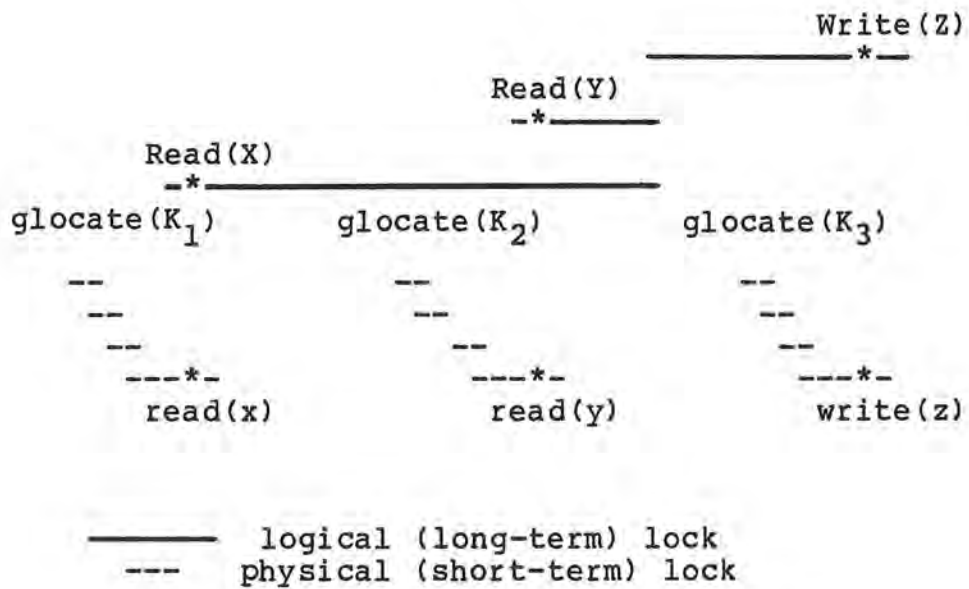 Write(Z)
Read(Y)
Read(X)
glocate(K₁) glocate(K₂) glocate(K₃)
read(x) read(y) write(z)
logical (long-term) lock
physical (short-term) lock